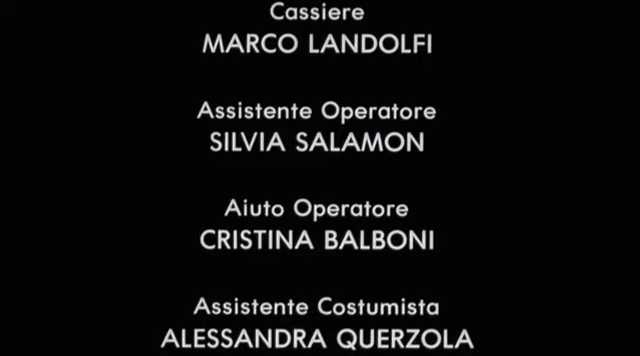 Cassiere
MARCO LANDOLFI
Assistente Operatore
SILVIA SALAMON
Aiuto Operatore
CRISTINA BALBONI
Assistente Costumista
ALESSANDRA QUERZOLA